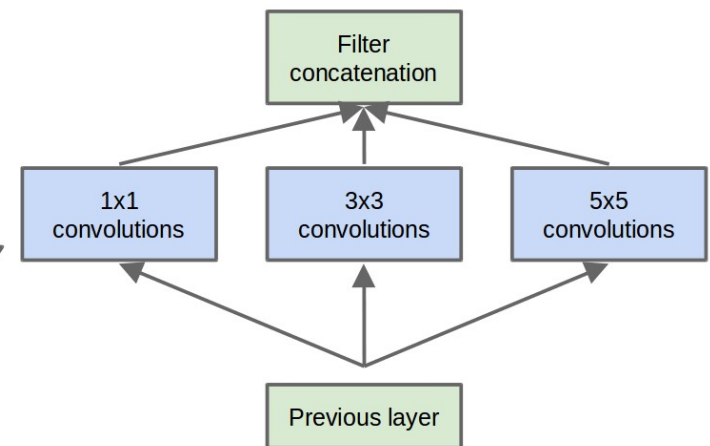 Filter
concatenation
1x1
convolutions
3x3
convolutions
5x5
convolutions
Previous layer